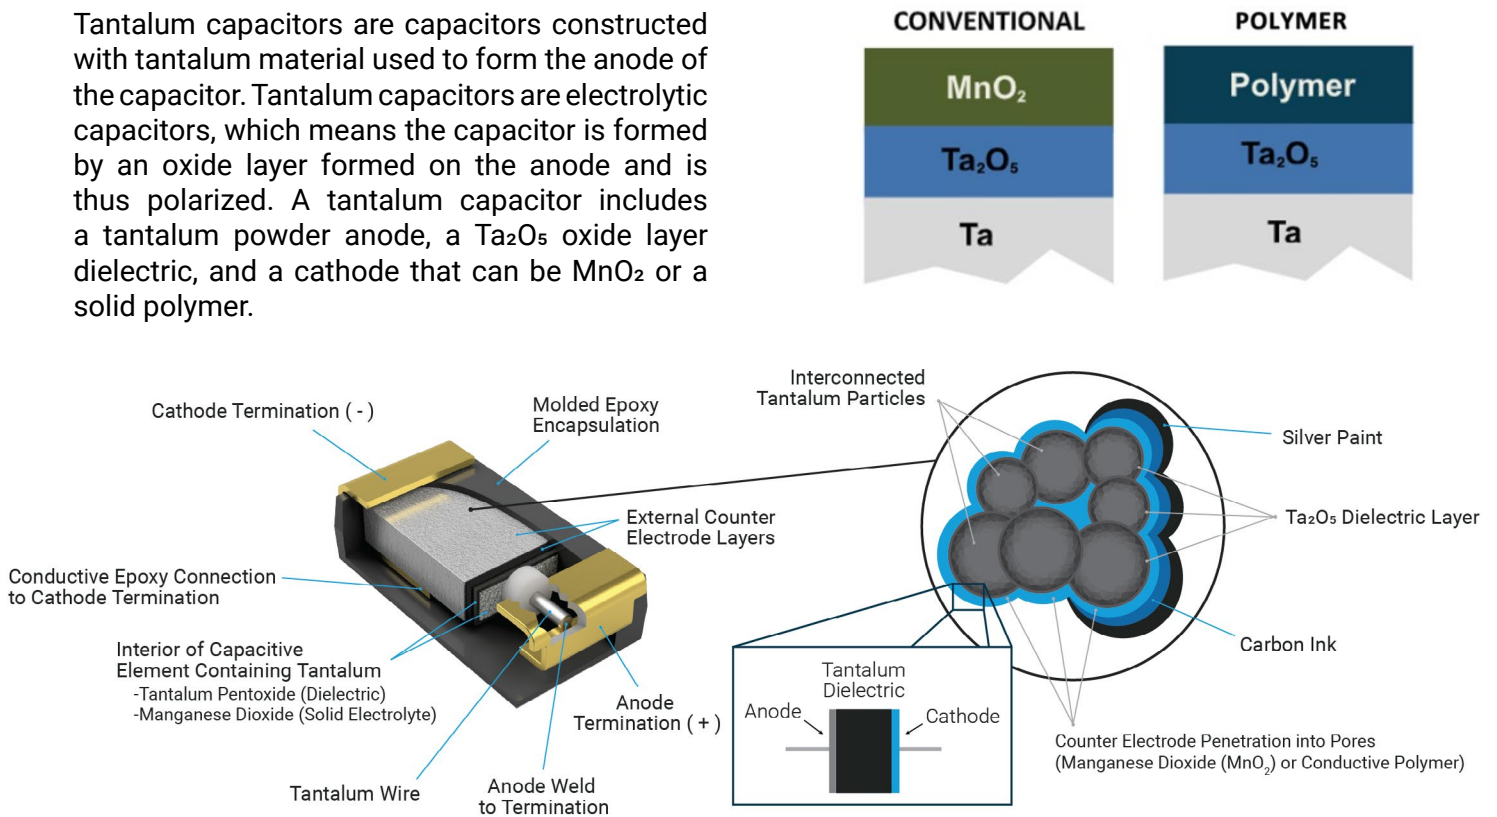 Tantalum capacitors are capacitors constructed
with tantalum material used to form the anode of
the capacitor. Tantalum capacitors are electrolytic
capacitors, which means the capacitor is formed
by an oxide layer formed on the anode and is
thus polarized. A tantalum capacitor includes
a tantalum powder anode, a Ta₂O₅ oxide layer
dielectric, and a cathode that can be MnO₂ or a
solid polymer.
CONVENTIONAL
MnO₂
Ta₂O₅
Ta
POLYMER
Polymer
Ta₂O₅
Ta
Cathode Termination ( - )
Molded Epoxy
Encapsulation
External Counter
Electrode Layers
Conductive Epoxy Connection
to Cathode Termination
Interior of Capacitive
Element Containing Tantalum
-Tantalum Pentoxide (Dielectric)
-Manganese Dioxide (Solid Electrolyte)
Tantalum Wire
Anode Weld
to Termination
Anode
Termination ( + )
Interconnected
Tantalum Particles
Silver Paint
Ta₂O₅ Dielectric Layer
Carbon Ink
Counter Electrode Penetration into Pores
(Manganese Dioxide (MnO₂) or Conductive Polymer)
Tantalum
Dielectric
Anode
Cathode